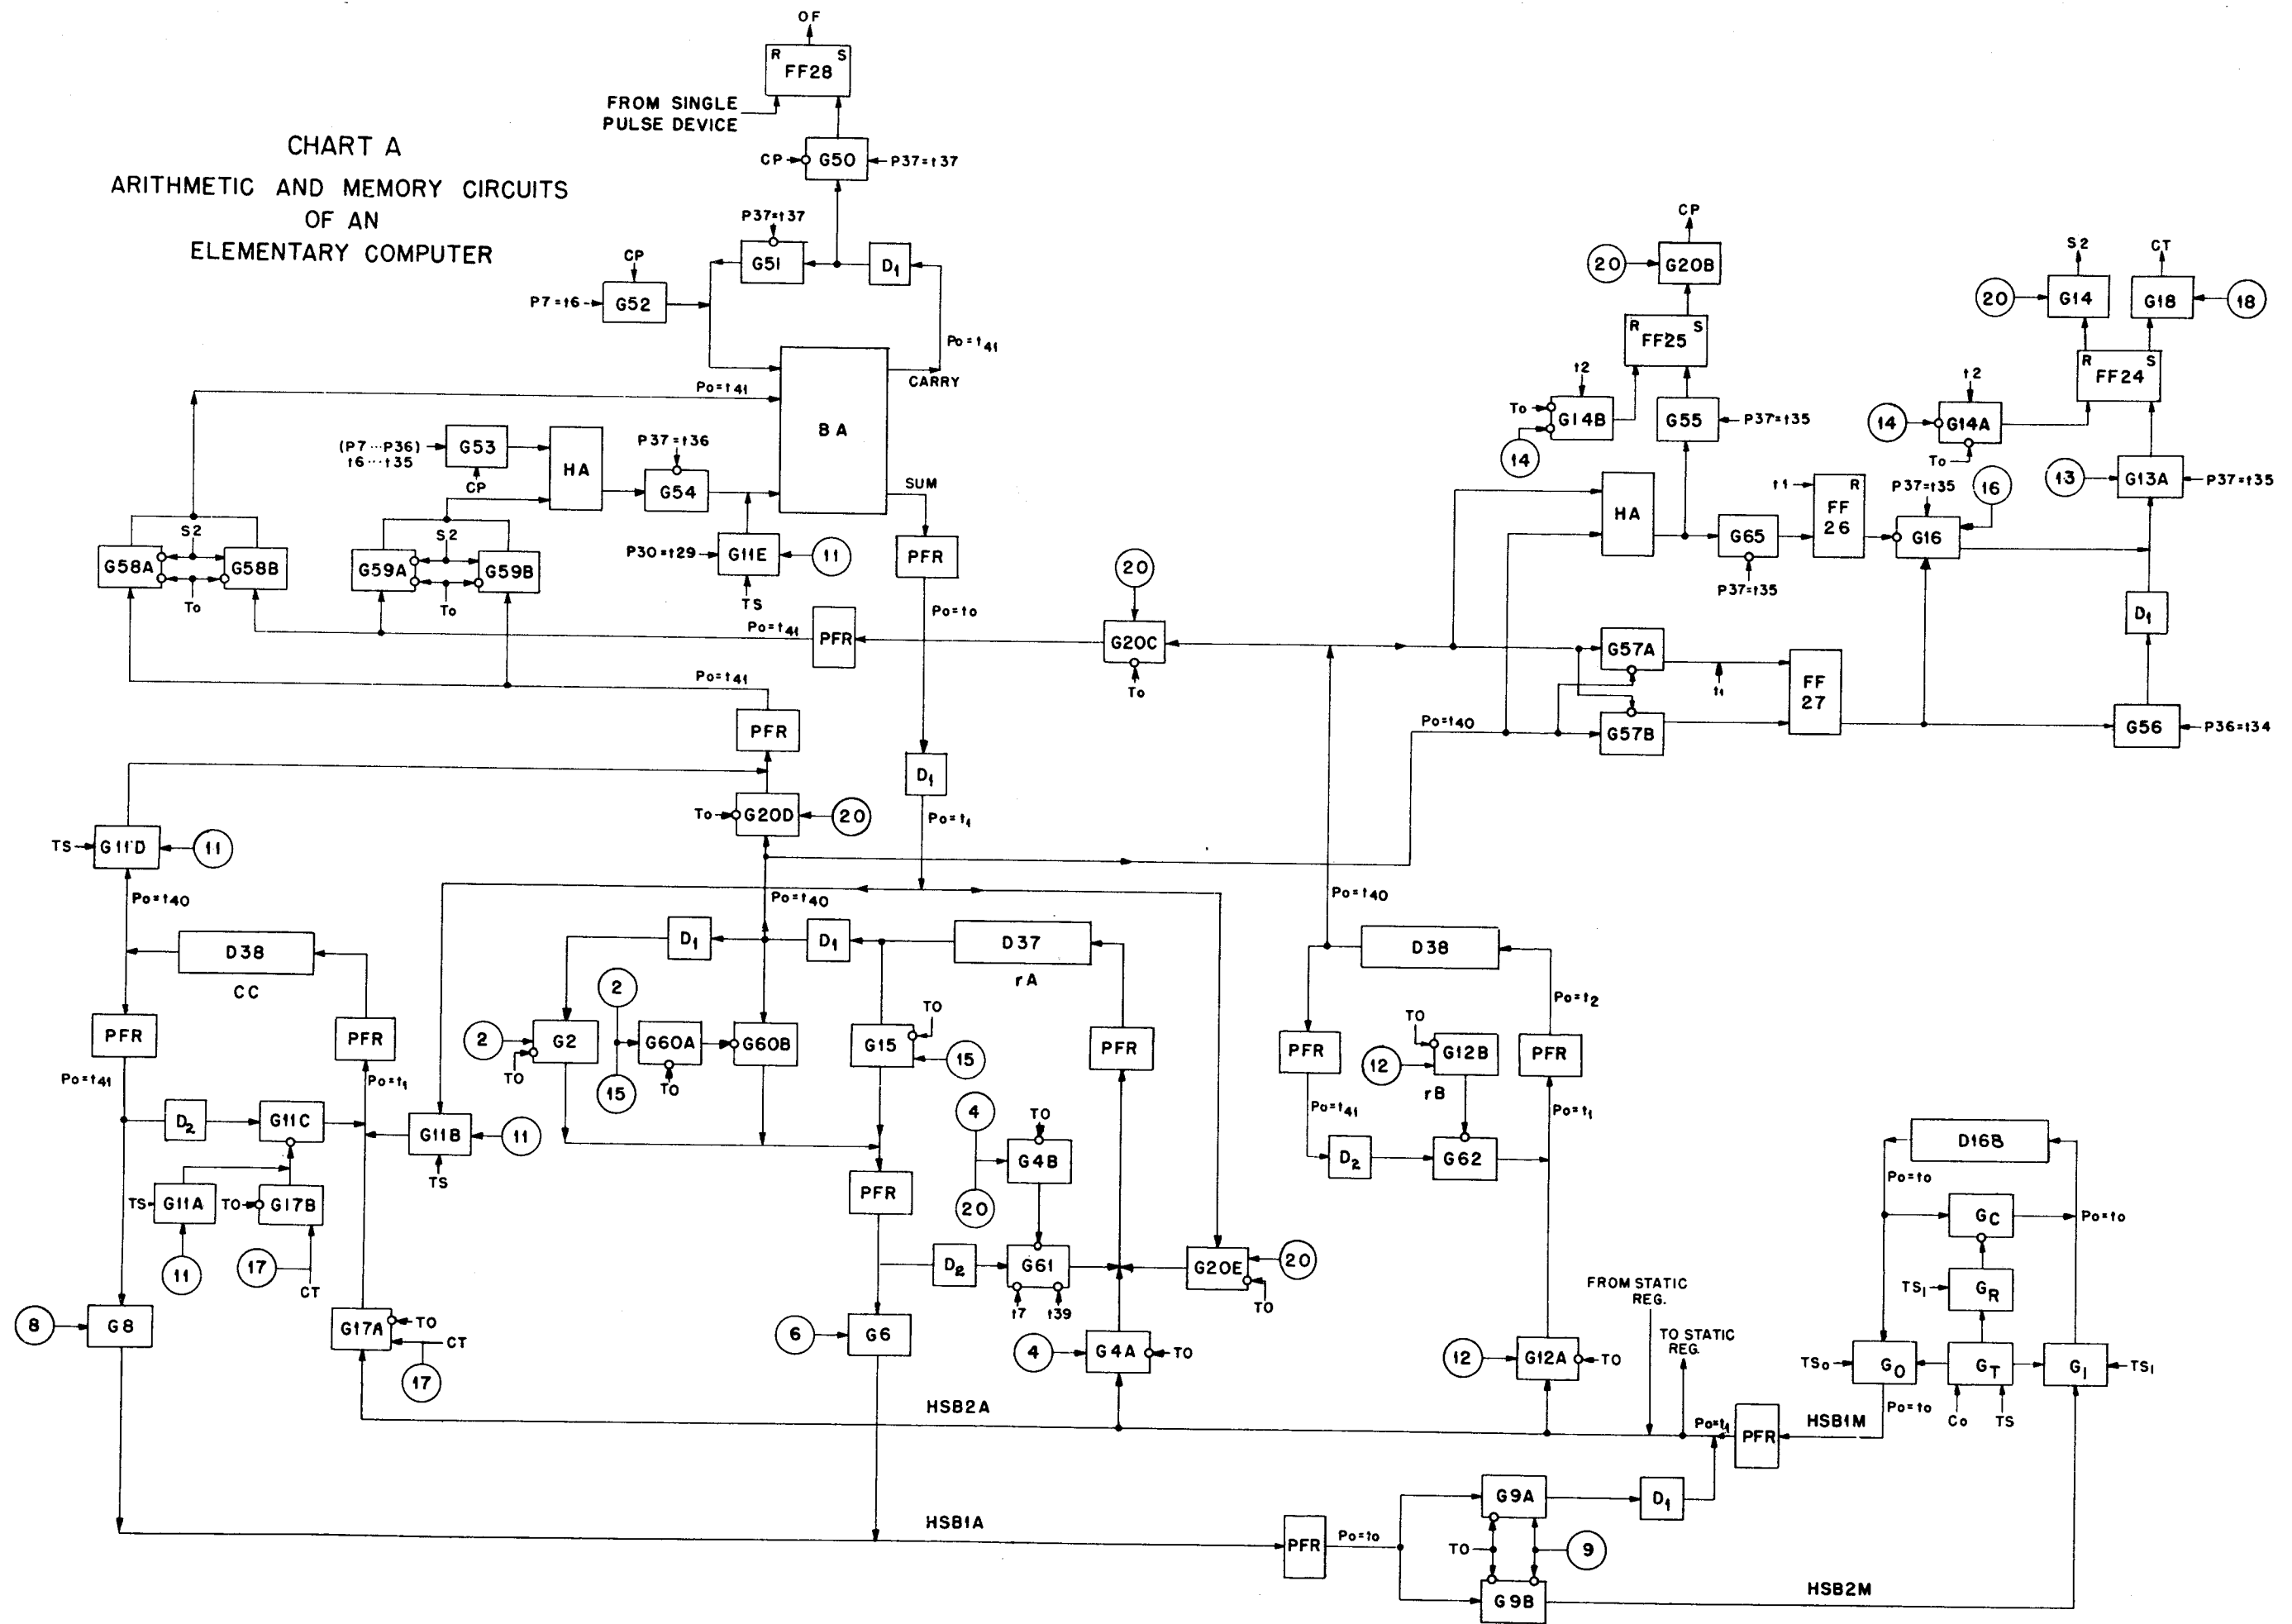 CHART A
ARITHMETIC AND MEMORY CIRCUITS
OF AN
ELEMENTARY COMPUTER
OF
R S
FF28
FROM SINGLE
PULSE DEVICE
CP G50 P37=t37
P37=t37
G51 D1
CP
P7=t6 G52
Po=t41
CARRY
Po=t41
BA
(P7...P36)
t6...t35
G53
CP
HA
P37=t36
G54
SUM
S2
G58A G58B
To
S2
G59A G59B
To
P30=t29 G11E 11
TS
PFR
Po=to
Po=t41 PFR
20
G20C
To
Po=t41
PFR
D1
Po=t1
To G20D 20
CP
20 G20B
R S
FF25
t2
To G14B
14
G55 P37=t35
HA
G65
P37=t35
t1 R
FF
26
P37=t35 16
G16
S2 CT
20 G14 G18 18
R S
FF24
t2
14 G14A
To
13 G13A P37=t35
D1
G57A
t1
G57B
FF
27
Po=t40
G56 P36=t34
TS G11D 11
Po=t40
D38
CC
PFR PFR
Po=t41 Po=t1
D2 G11C G11B 11
TS
TS G11A TO G17B
11 17
CT
8 G8
G17A TO
CT
17
Po=t40
D1 D1 D37
rA
2
2 G2 G60A G60B
TO 15 TO
G15 TO
15
PFR
PFR
4 TO
G4B
20
D2 G61
t7 t39
G20E 20
TO
6 G6
4 G4A TO
Po=t40
D38
Po=t2
PFR
TO
12 G12B
rB
PFR
Po=t41 Po=t1
D2 G62
12 G12A TO
FROM STATIC
REG.
TO STATIC
REG.
D16B
Po=to
GC Po=to
TS1 GR
TSo GO GT GI TS1
Po=to Co TS
HSB2A
Po=t1 PFR HSB1M
HSB1A
PFR Po=to
G9A D1
TO 9
G9B
HSB2M